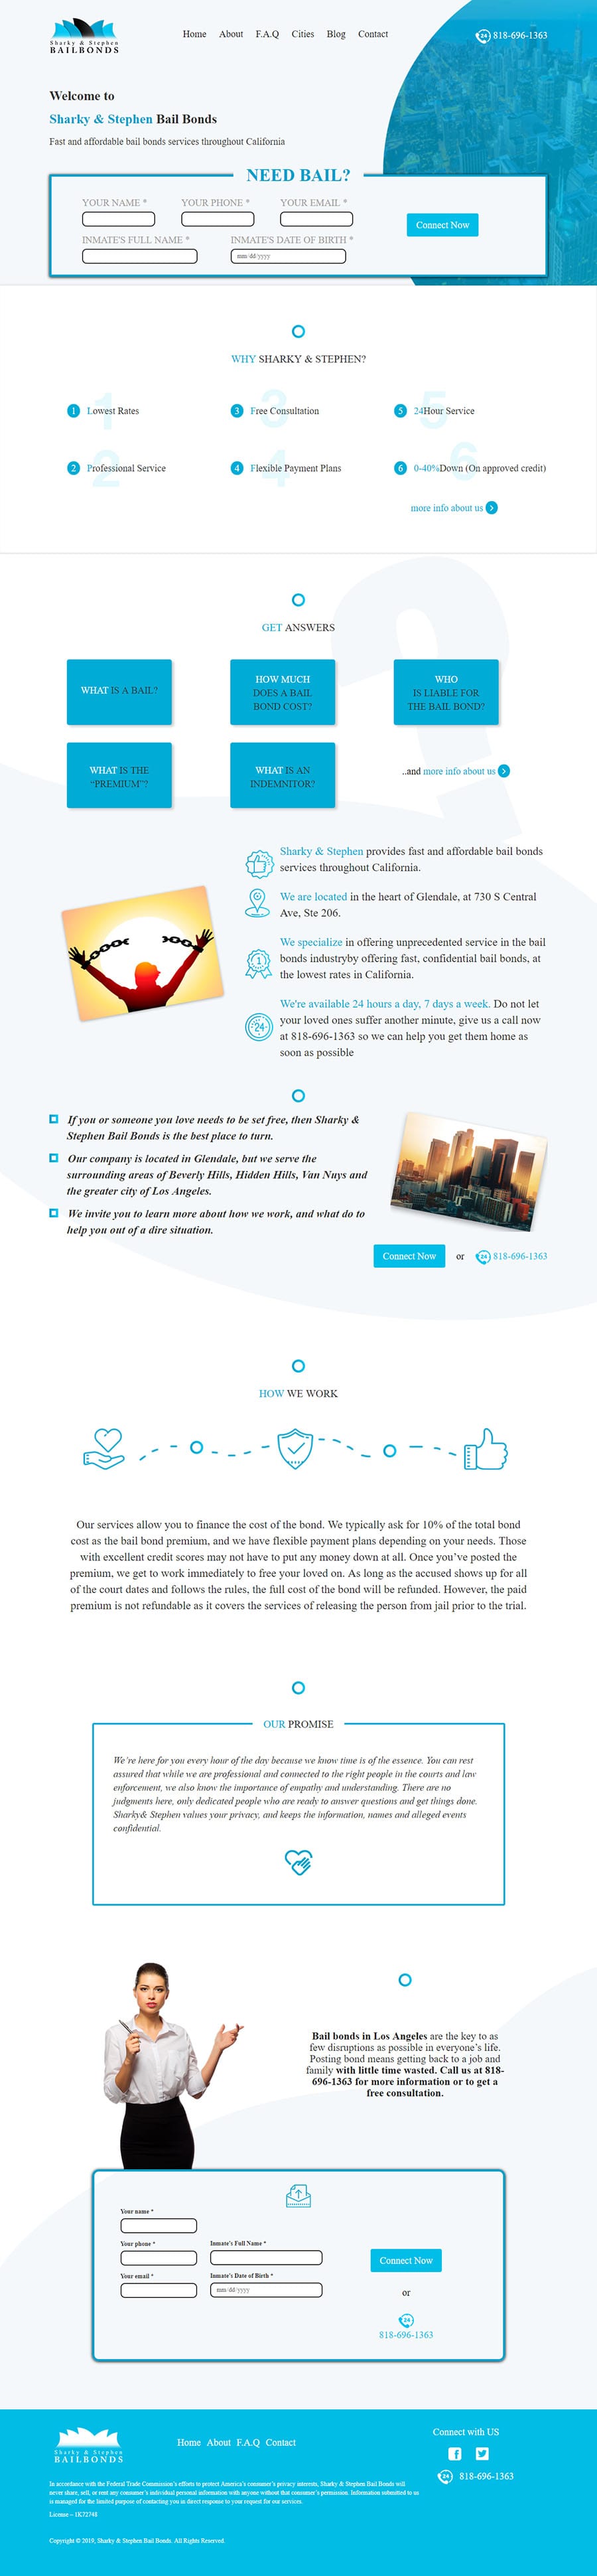 Sharky & Stephen
BAILBONDS
Home About F.A.Q Cities Blog Contact
24 818-696-1363
Welcome to
Sharky & Stephen Bail Bonds
Fast and affordable bail bonds services throughout California
NEED BAIL?
YOUR NAME * YOUR PHONE * YOUR EMAIL *
Connect Now
INMATE'S FULL NAME * INMATE'S DATE OF BIRTH *
mm/dd/yyyy
WHY SHARKY & STEPHEN?
1 1 Lowest Rates
3 3 Free Consultation
5 5 24Hour Service
2 2 Professional Service
4 4 Flexible Payment Plans
6 6 0-40%Down (On approved credit)
more info about us
?
GET ANSWERS
WHAT IS A BAIL?
HOW MUCH
DOES A BAIL
BOND COST?
WHO
IS LIABLE FOR
THE BAIL BOND?
WHAT IS THE
“PREMIUM”?
WHAT IS AN
INDEMNITOR?
..and more info about us
Sharky & Stephen provides fast and affordable bail bonds
services throughout California.
We are located in the heart of Glendale, at 730 S Central
Ave, Ste 206.
1
We specialize in offering unprecedented service in the bail
bonds industryby offering fast, confidential bail bonds, at
the lowest rates in California.
24
We're available 24 hours a day, 7 days a week. Do not let
your loved ones suffer another minute, give us a call now
at 818-696-1363 so we can help you get them home as
soon as possible
If you or someone you love needs to be set free, then Sharky &
Stephen Bail Bonds is the best place to turn.
Our company is located in Glendale, but we serve the
surrounding areas of Beverly Hills, Hidden Hills, Van Nuys and
the greater city of Los Angeles.
We invite you to learn more about how we work, and what do to
help you out of a dire situation.
Connect Now or 24 818-696-1363
HOW WE WORK
Our services allow you to finance the cost of the bond. We typically ask for 10% of the total bond
cost as the bail bond premium, and we have flexible payment plans depending on your needs. Those
with excellent credit scores may not have to put any money down at all. Once you've posted the
premium, we get to work immediately to free your loved on. As long as the accused shows up for all
of the court dates and follows the rules, the full cost of the bond will be refunded. However, the paid
premium is not refundable as it covers the services of releasing the person from jail prior to the trial.
OUR PROMISE
We're here for you every hour of the day because we know time is of the essence. You can rest
assured that while we are professional and connected to the right people in the courts and law
enforcement, we also know the importance of empathy and understanding. There are no
judgments here, only dedicated people who are ready to answer questions and get things done.
Sharky& Stephen values your privacy, and keeps the information, names and alleged events
confidential.
Bail bonds in Los Angeles are the key to as
few disruptions as possible in everyone's life.
Posting bond means getting back to a job and
family with little time wasted. Call us at 818-
696-1363 for more information or to get a
free consultation.
Your name *
Your phone * Inmate's Full Name *
Your email * Inmate's Date of Birth *
mm/dd/yyyy
Connect Now
or
24
818-696-1363
Sharky & Stephen
BAILBONDS
Home About F.A.Q Contact
Connect with US
24 818-696-1363
In accordance with the Federal Trade Commission's efforts to protect America's consumer's privacy interests, Sharky & Stephen Bail Bonds will
never share, sell, or rent any consumer's individual personal information with anyone without that consumer's permission. Information submitted to us
is managed for the limited purpose of contacting you in direct response to your request for our services.
License – 1K72748
Copyright © 2019, Sharky & Stephen Bail Bonds. All Rights Reserved.